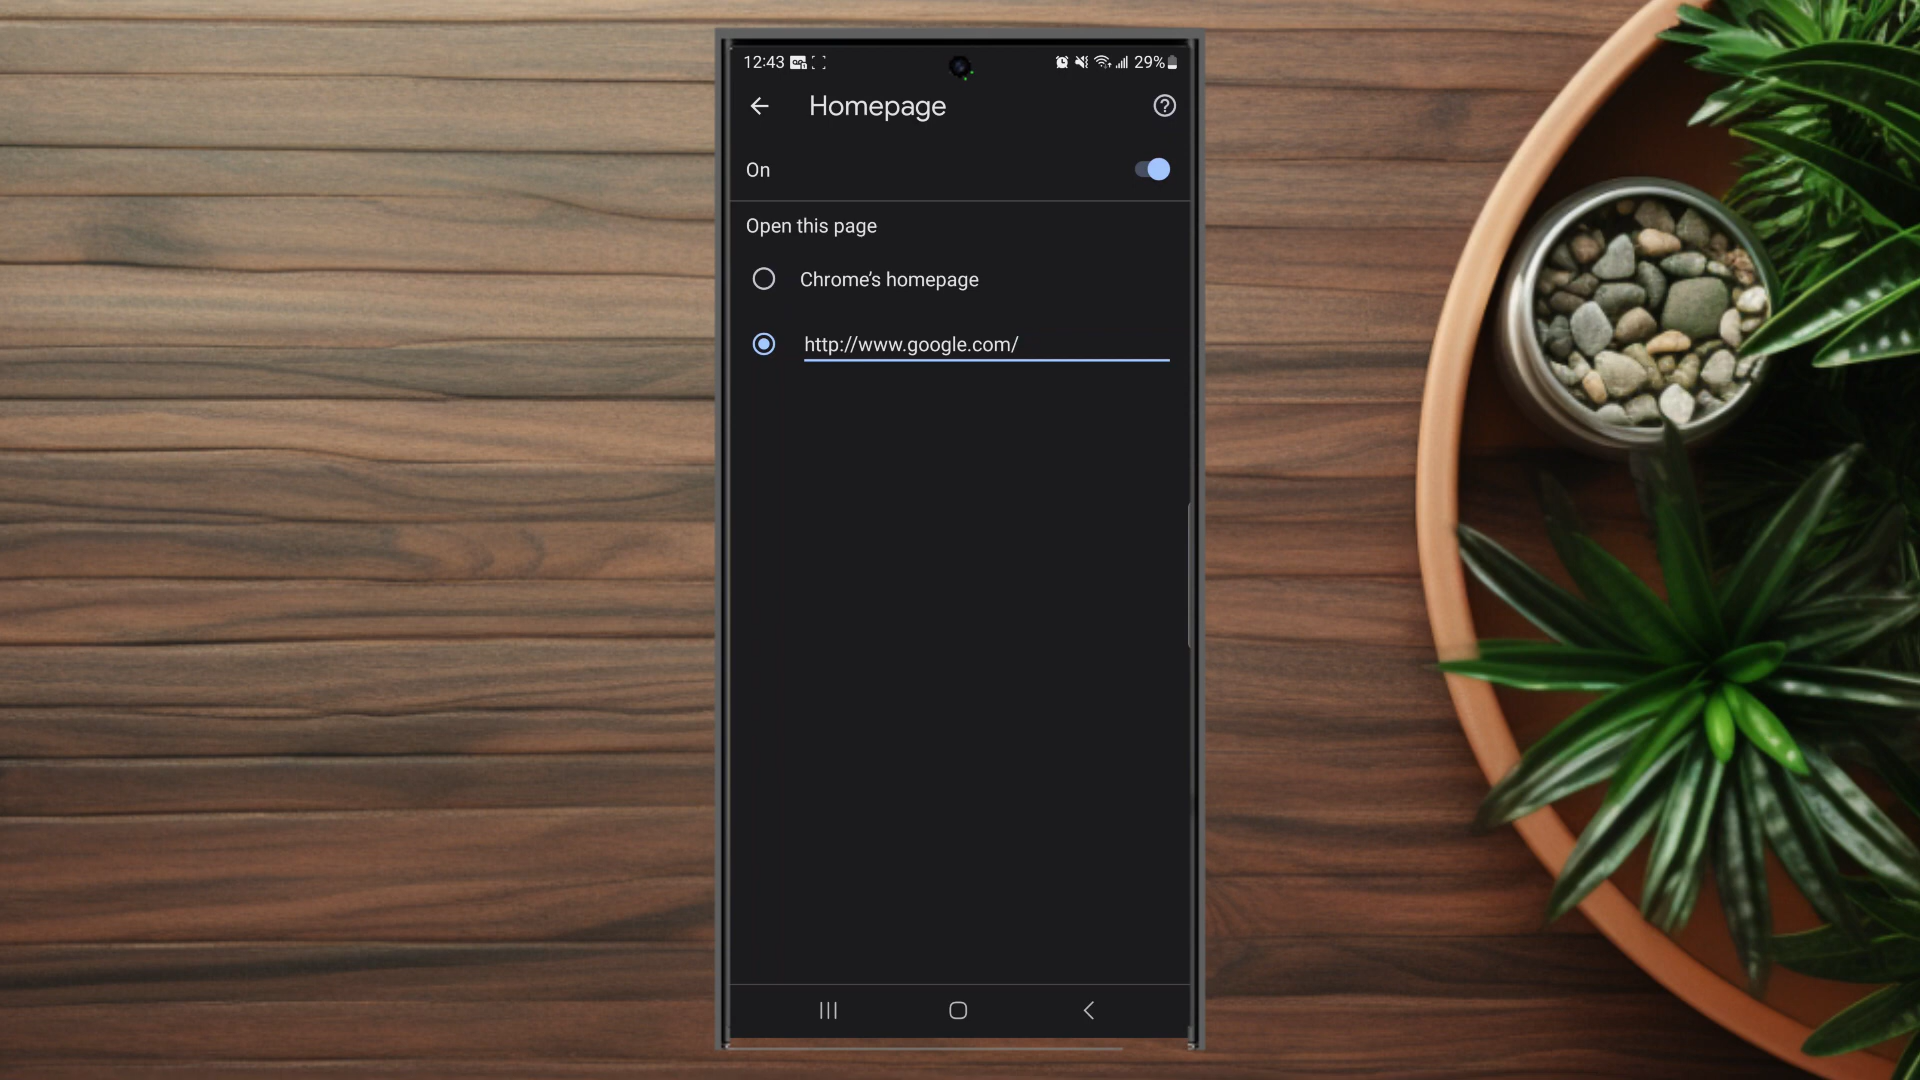 12:43 29%
Homepage
On
Open this page
Chrome's homepage
http://www.google.com/